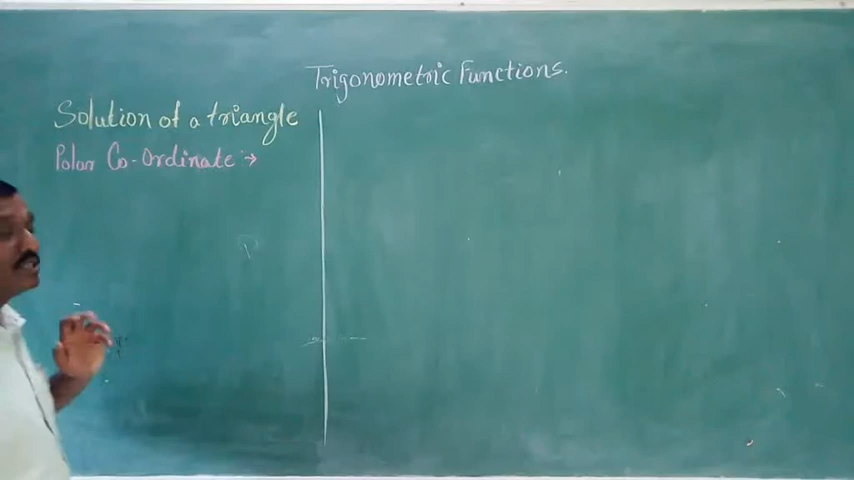 Trigonometric Functions.
Solution of a triangle
Polar Co-Ordinate :→